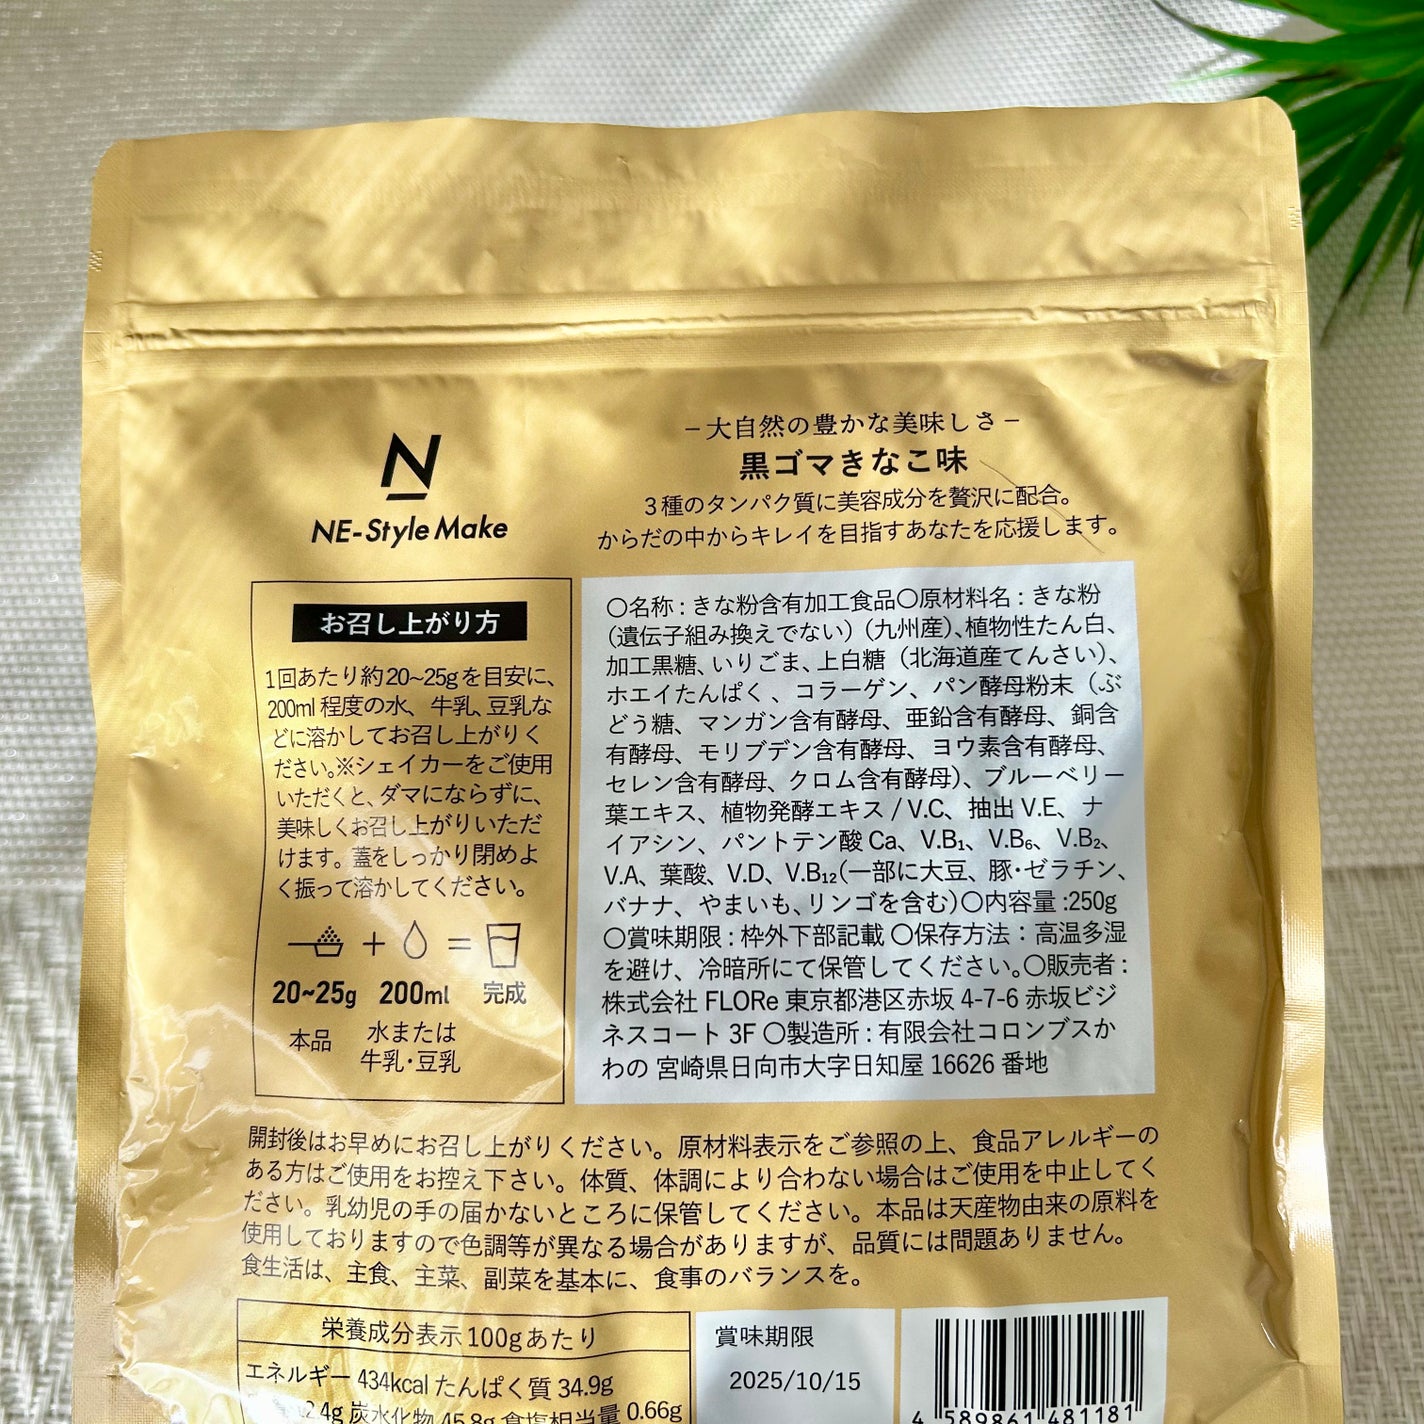 N
NE-Style Make
－大自然の豊かな美味しさ－
黒ゴマきなこ味
3種のタンパク質に美容成分を贅沢に配合。
からだの中からキレイを目指すあなたを応援します。
お召し上がり方
1回あたり約20~25gを目安に、
200ml程度の水、牛乳、豆乳な
どに溶かしてお召し上がりく
ださい。※シェイカーをご使用
いただくと、ダマにならずに、
美味しくお召し上がりいただ
けます。蓋をしっかり閉めよ
く振って溶かしてください。
+ =
20~25g 200ml 完成
本品 水または
牛乳・豆乳
〇名称：きな粉含有加工食品〇原材料名：きな粉
（遺伝子組み換えでない）（九州産）、植物性たん白、
加工黒糖、いりごま、上白糖（北海道産てんさい）、
ホエイたんぱく、コラーゲン、パン酵母粉末（ぶ
どう糖、マンガン含有酵母、亜鉛含有酵母、銅含
有酵母、モリブデン含有酵母、ヨウ素含有酵母、
セレン含有酵母、クロム含有酵母）、ブルーベリー
葉エキス、植物発酵エキス / V.C、抽出 V.E、ナ
イアシン、パントテン酸 Ca、V.B₁、V.B₆、V.B₂、
V.A、葉酸、V.D、V.B₁₂（一部に大豆、豚・ゼラチン、
バナナ、やまいも、リンゴを含む）〇内容量：250g
〇賞味期限：枠外下部記載 〇保存方法：高温多湿
を避け、冷暗所にて保管してください。〇販売者：
株式会社 FLORe 東京都港区赤坂 4-7-6 赤坂ビジ
ネスコート 3F 〇製造所：有限会社コロンブスか
わの 宮崎県日向市大字日知屋 16626 番地
開封後はお早めにお召し上がりください。原材料表示をご参照の上、食品アレルギーの
ある方はご使用をお控え下さい。体質、体調により合わない場合はご使用を中止してく
ださい。乳幼児の手の届かないところに保管してください。本品は天産物由来の原料を
使用しておりますので色調等が異なる場合がありますが、品質には問題ありません。
食生活は、主食、主菜、副菜を基本に、食事のバランスを。
栄養成分表示100gあたり
エネルギー 434kcal たんぱく質 34.9g
2.4g 炭水化物 45.8g 食塩相当量 0.66g
賞味期限
2025/10/15
4 589861 481181